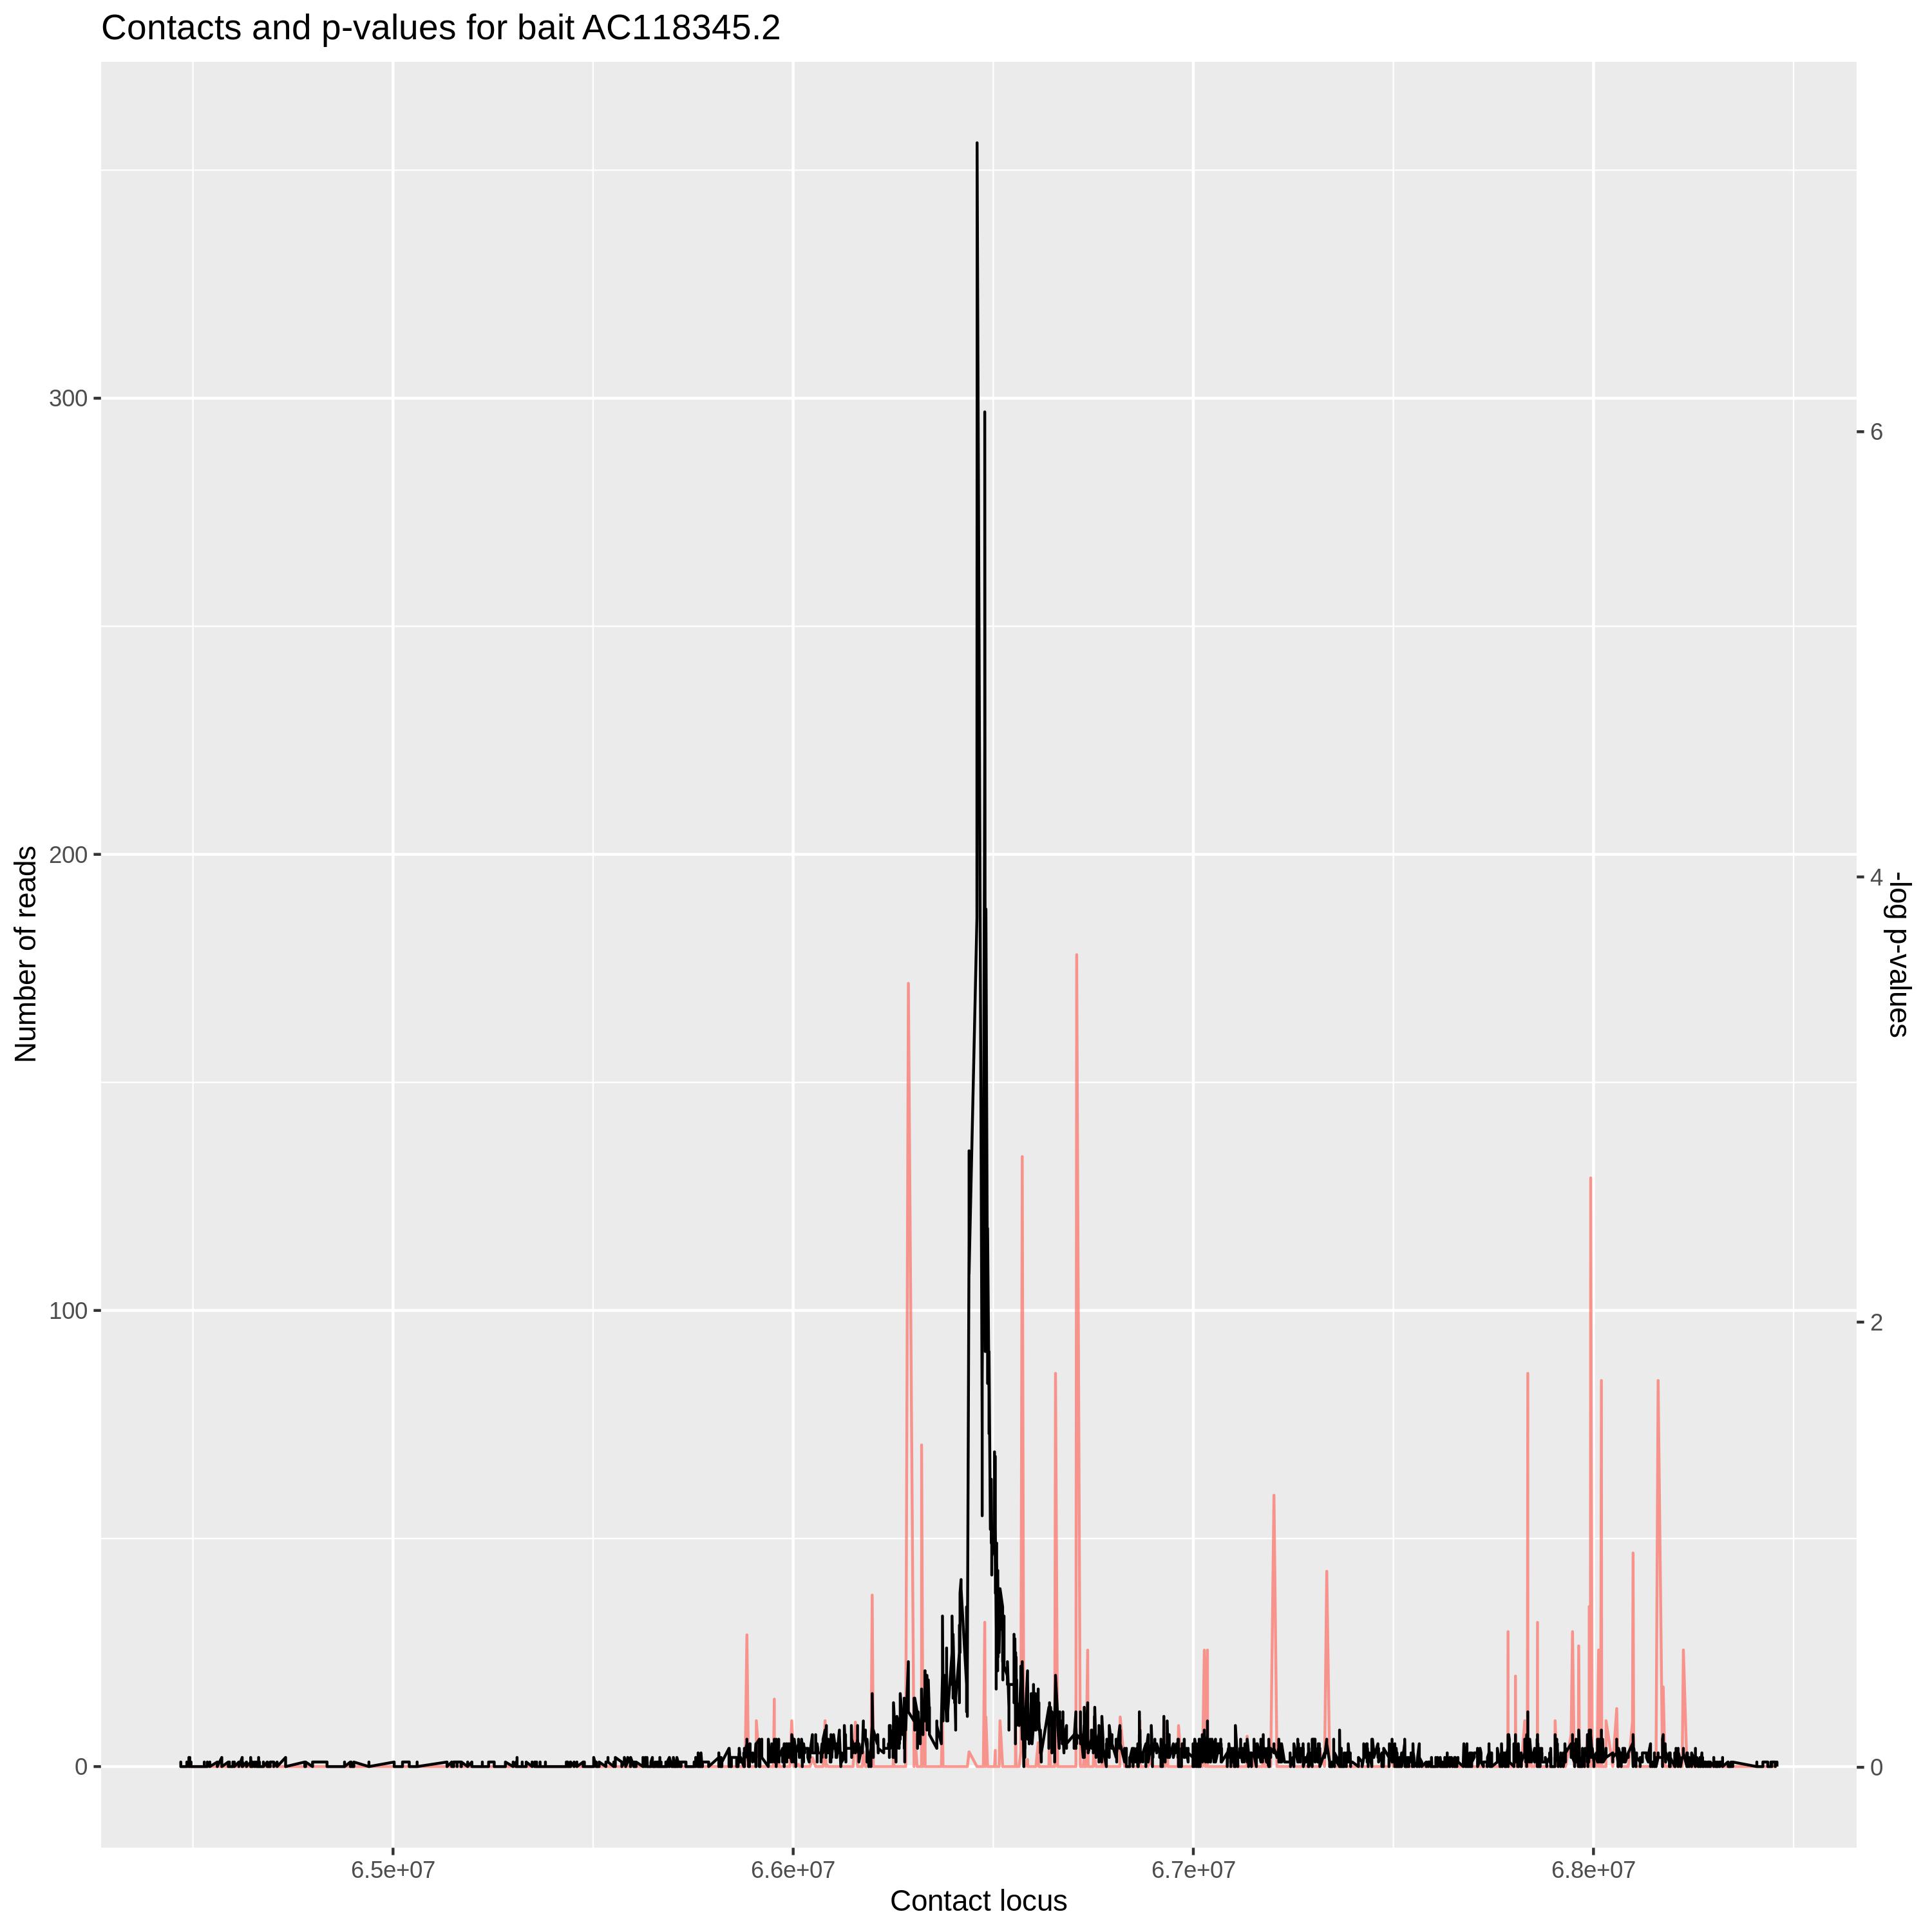 Contacts and p-values for bait AC118345.2
300
200
100
0
Number of reads
6
4
2
0
-log p-values
6.5e+07
6.6e+07
6.7e+07
6.8e+07
Contact locus